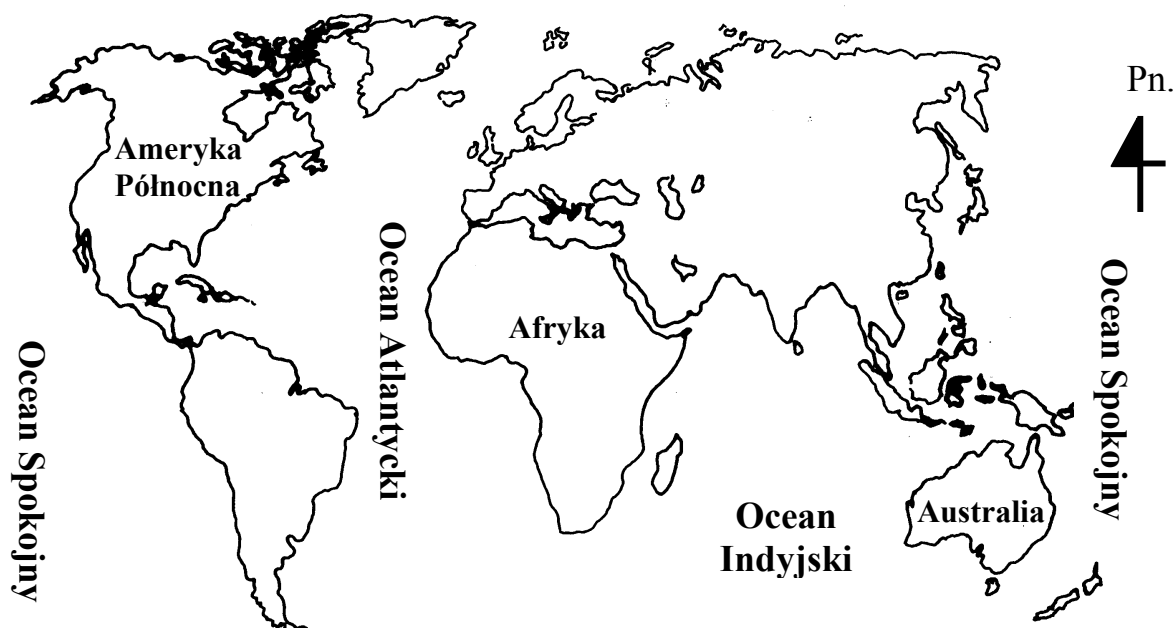 Pn.
Ameryka
Północna
Ocean Atlantycki
Afryka
Ocean Spokojny
Ocean Spokojny
Ocean
Indyjski
Australia